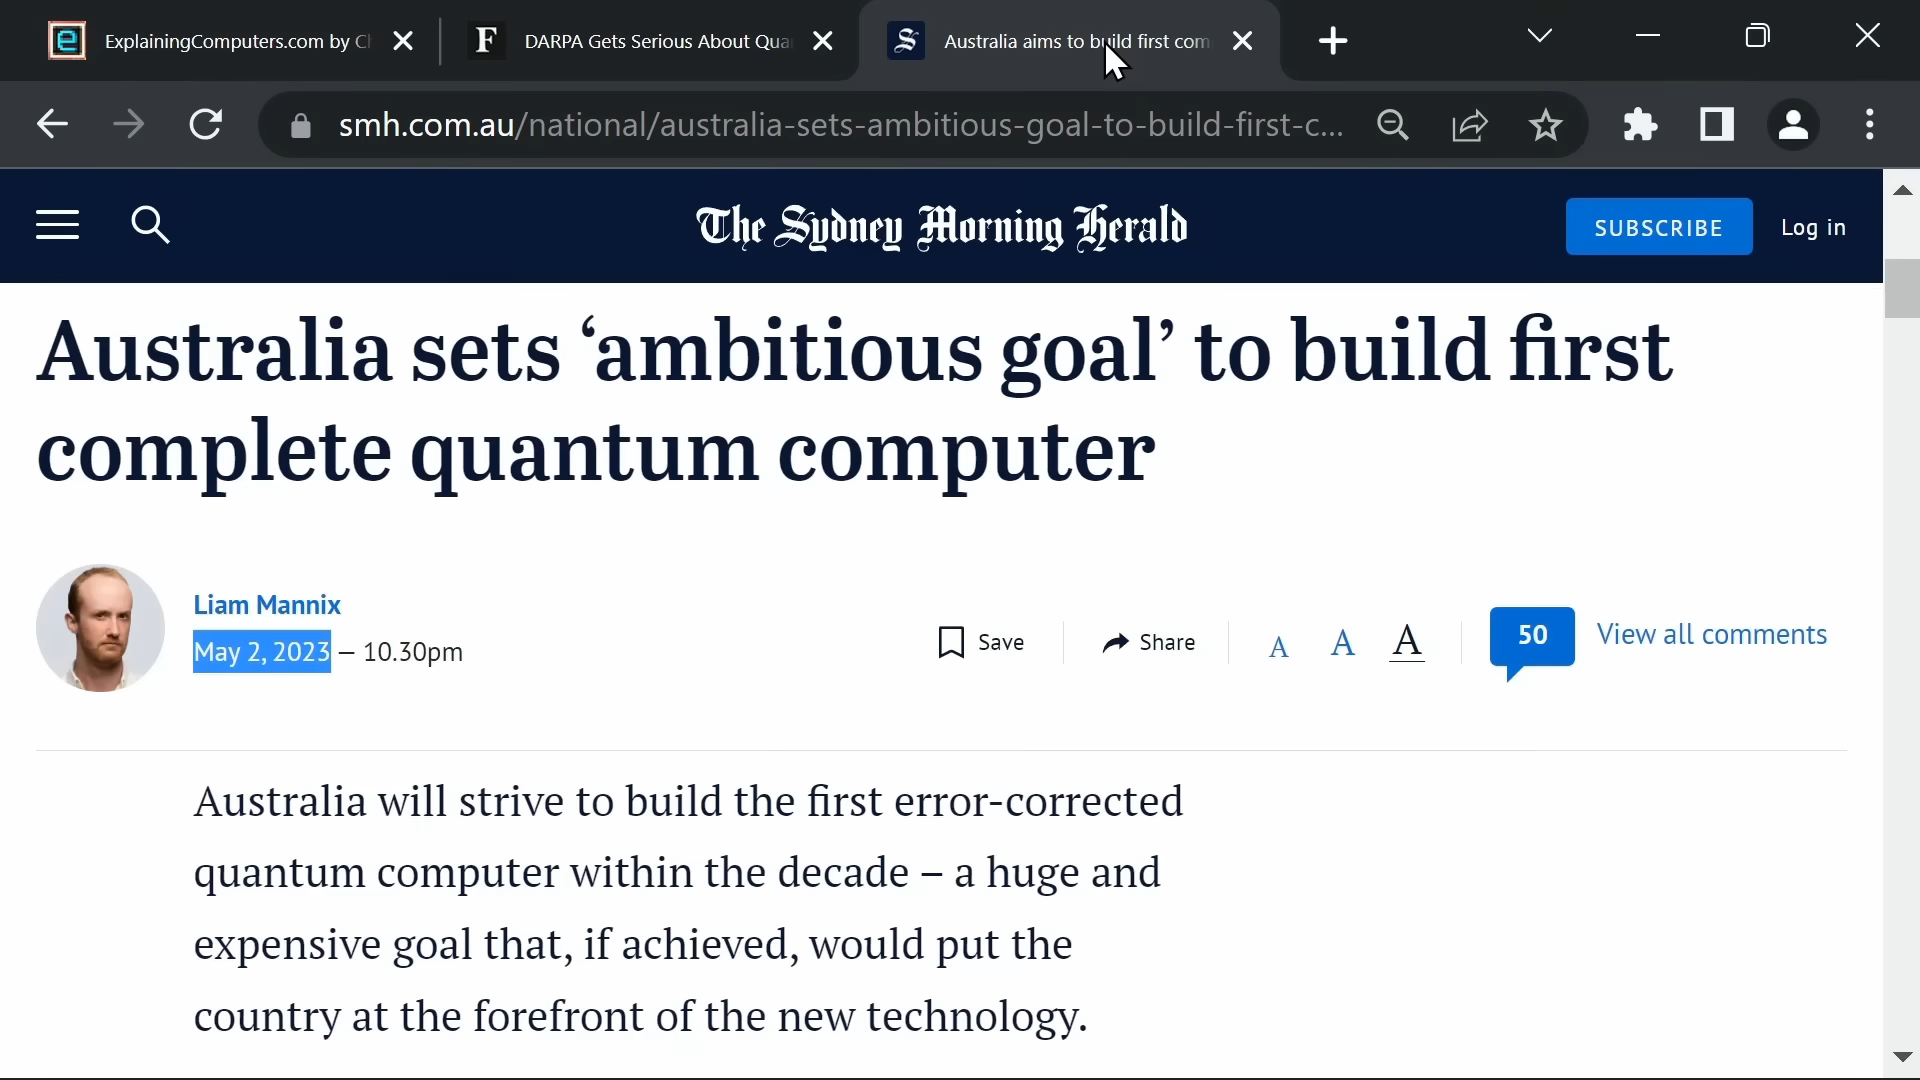 ExplainingComputers.com by Ch
DARPA Gets Serious About Qua
Australia aims to build first com
smh.com.au/national/australia-sets-ambitious-goal-to-build-first-c...
The Sydney Morning Herald
SUBSCRIBE
Log in
Australia sets ‘ambitious goal’ to build first
complete quantum computer
Liam Mannix
May 2, 2023 — 10.30pm
Save
Share
A A A
50
View all comments
Australia will strive to build the first error-corrected
quantum computer within the decade – a huge and
expensive goal that, if achieved, would put the
country at the forefront of the new technology.